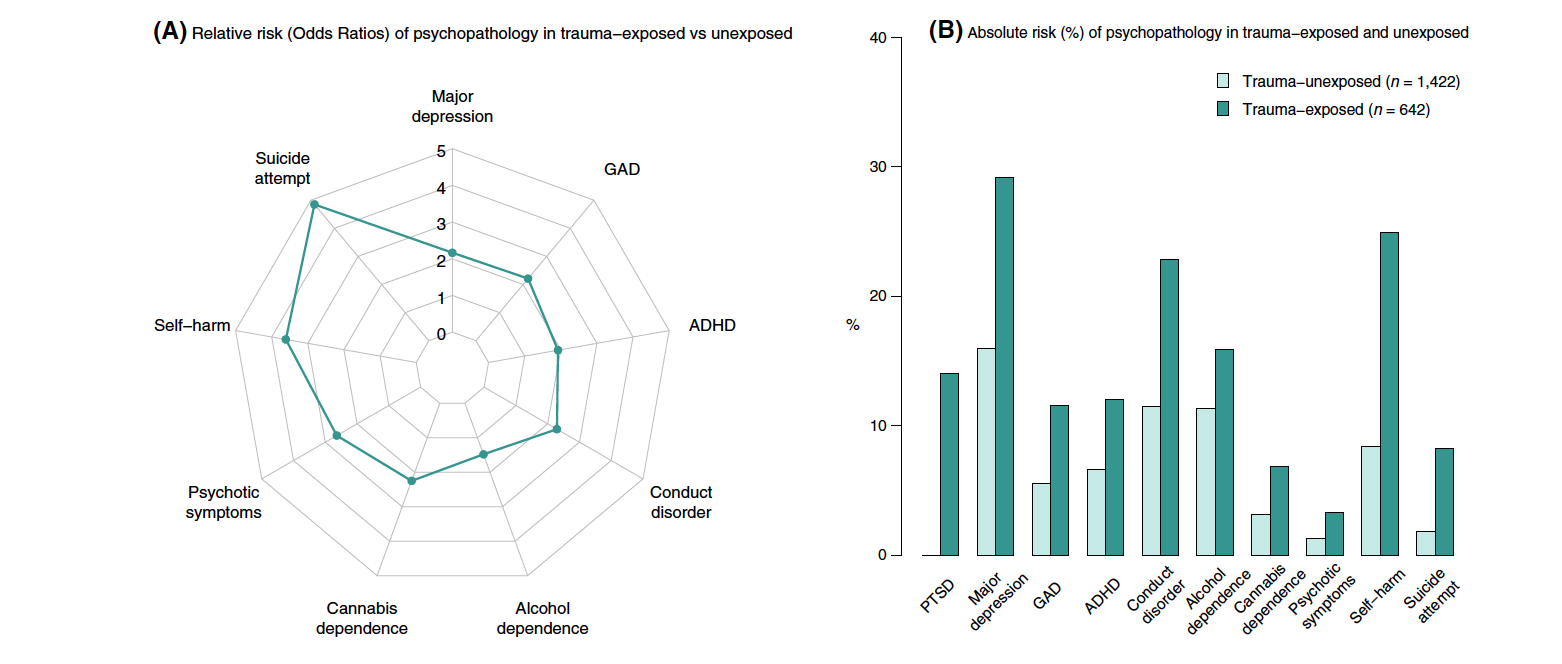 (A) Relative risk (Odds Ratios) of psychopathology in trauma−exposed vs unexposed
Major
depression
GAD
ADHD
Conduct
disorder
Alcohol
dependence
Cannabis
dependence
Psychotic
symptoms
Self−harm
Suicide
attempt
5
4
3
2
1
0
(B) Absolute risk (%) of psychopathology in trauma−exposed and unexposed
Trauma−unexposed (n = 1,422)
Trauma−exposed (n = 642)
%
40
30
20
10
0
PTSD
Major
depression
GAD
ADHD
Conduct
disorder
Alcohol
dependence
Cannabis
dependence
Psychotic
symptoms
Self−harm
Suicide
attempt